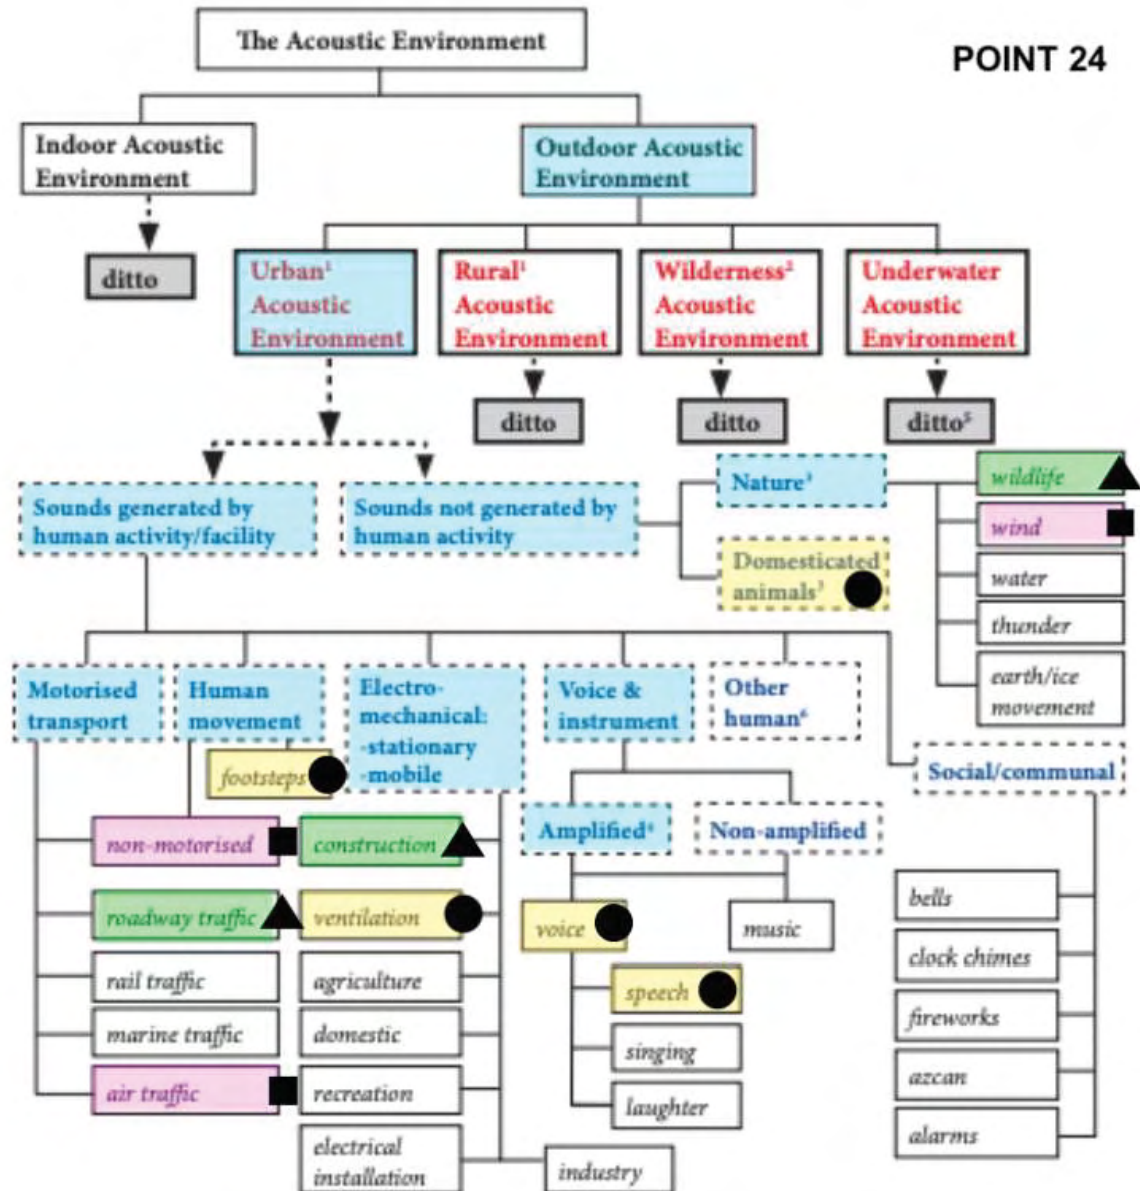 The Acoustic Environment
POINT 24
Indoor Acoustic
Environment
Outdoor Acoustic
Environment
ditto
Urban¹
Acoustic
Environment
Rural¹
Acoustic
Environment
Wilderness²
Acoustic
Environment
Underwater
Acoustic
Environment
ditto
ditto
ditto⁵
Sounds generated by
human activity/facility
Sounds not generated by
human activity
Nature³
Domesticated
animals³
wildlife
wind
water
thunder
earth/ice
movement
Motorised
transport
Human
movement
Electro-
mechanical:
-stationary
-mobile
Voice &
instrument
Other
human⁶
Social/communal
footsteps
non-motorised
roadway traffic
rail traffic
marine traffic
air traffic
construction
ventilation
agriculture
domestic
recreation
electrical
installation
industry
Amplified⁴
Non-amplified
voice
music
speech
singing
laughter
bells
clock chimes
fireworks
azcan
alarms